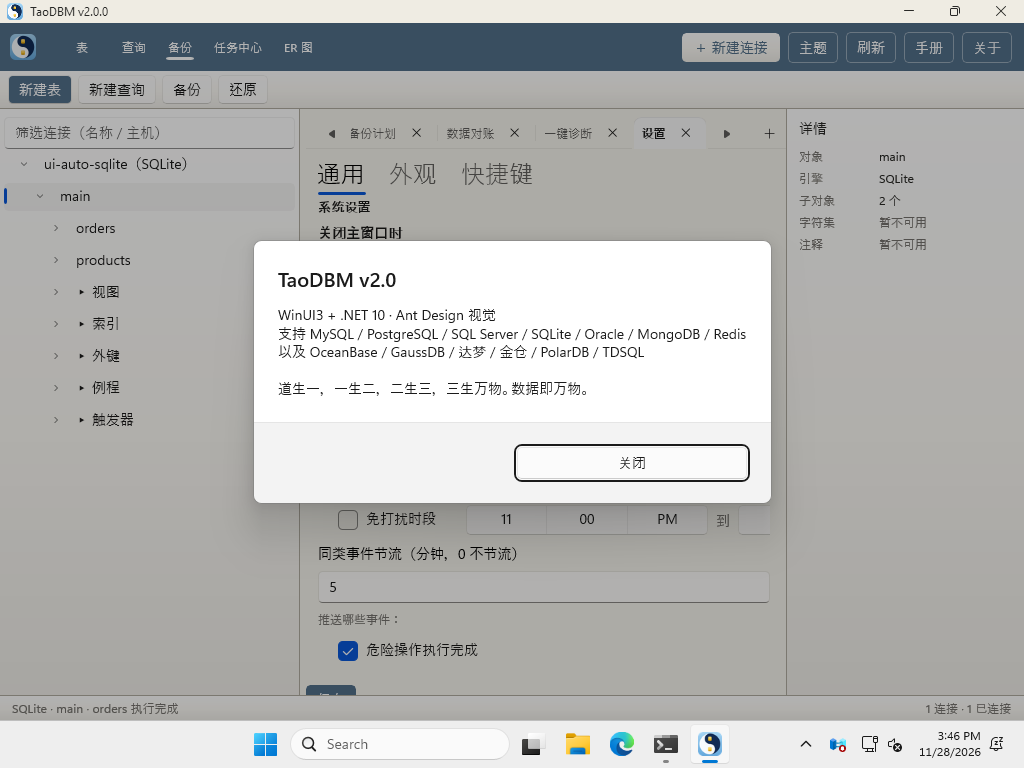 TaoDBM v2.0.0
表
查询
备份
任务中心
ER 图
+ 新建连接
主题
刷新
手册
关于
新建表
新建查询
备份
还原
筛选连接（名称 / 主机）
ui-auto-sqlite（SQLite）
main
orders
products
视图
索引
外键
例程
触发器
备份计划
数据对账
一键诊断
设置
通用
外观
快捷键
系统设置
关闭主窗口时
TaoDBM v2.0
WinUI3 + .NET 10 · Ant Design 视觉
支持 MySQL / PostgreSQL / SQL Server / SQLite / Oracle / MongoDB / Redis
以及 OceanBase / GaussDB / 达梦 / 金仓 / PolarDB / TDSQL
道生一，一生二，二生三，三生万物。数据即万物。
关闭
免打扰时段
11
00
PM
到
同类事件节流（分钟，0 不节流）
5
推送哪些事件：
危险操作执行完成
详情
对象 main
引擎 SQLite
子对象 2 个
字符集 暂不可用
注释 暂不可用
SQLite · main · orders 执行完成
1 连接 · 1 已连接
Search
3:46 PM
11/28/2026